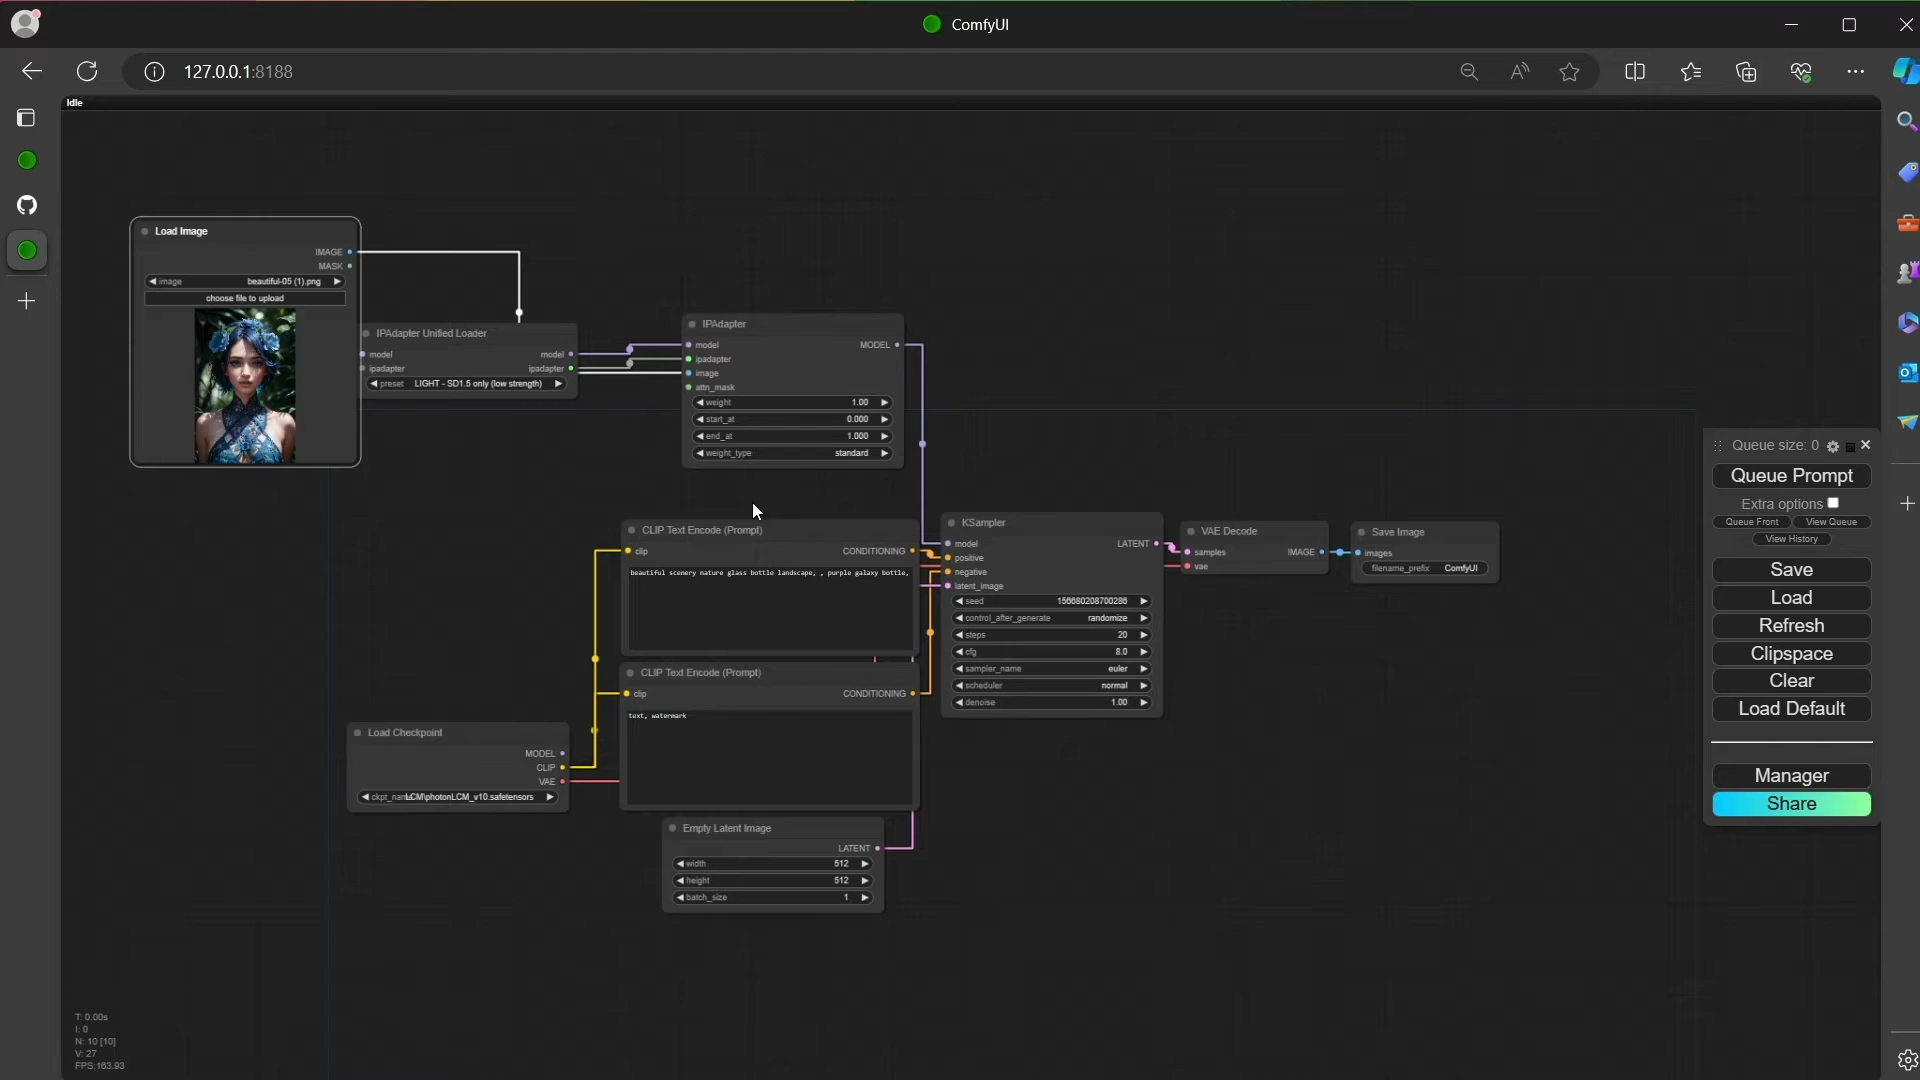 ComfyUI
127.0.0.1:8188
Idle
Load Image
IMAGE
MASK
image beautiful-05 (1).png
choose file to upload
IPAdapter Unified Loader
model model
ipadapter ipadapter
preset LIGHT - SD1.5 only (low strength)
IPAdapter
model MODEL
ipadapter
image
attn_mask
weight 1.00
start_at 0.000
end_at 1.000
weight_type standard
CLIP Text Encode (Prompt)
clip CONDITIONING
beautiful scenery nature glass bottle landscape, , purple galaxy bottle,
CLIP Text Encode (Prompt)
clip CONDITIONING
text, watermark
Load Checkpoint
MODEL
CLIP
VAE
LCM\photonLCM_v10.safetensors
Empty Latent Image
LATENT
width 512
height 512
batch_size 1
KSampler
model LATENT
positive
negative
latent_image
seed 156680208700286
control_after_generate randomize
steps 20
cfg 8.0
sampler_name euler
scheduler normal
denoise 1.00
VAE Decode
samples IMAGE
vae
Save Image
images
filename_prefix ComfyUI
Queue size: 0
Queue Prompt
Extra options
Queue Front View Queue
View History
Save
Load
Refresh
Clipspace
Clear
Load Default
Manager
Share
T: 0.00s
I: 0
N: 10 [10]
V: 27
FPS:163.93